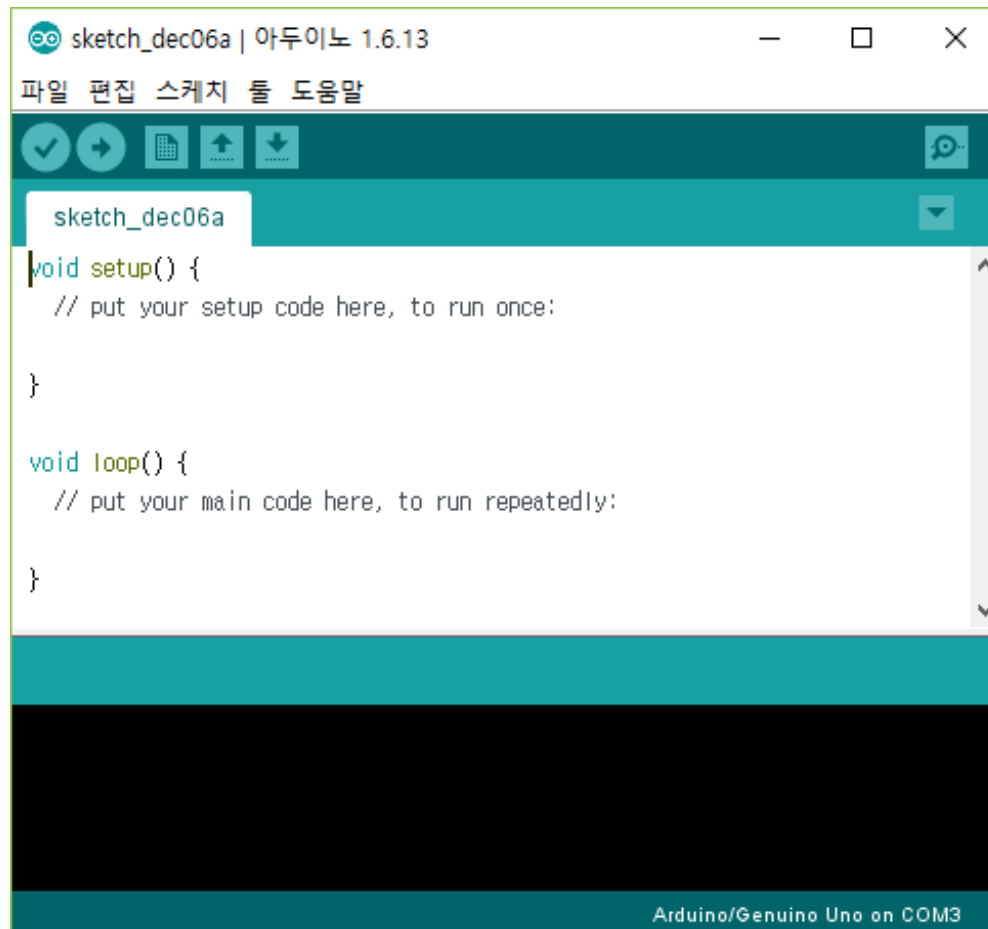 sketch_dec06a | 아두이노 1.6.13
파일 편집 스케치 툴 도움말
sketch_dec06a
void setup() {
// put your setup code here, to run once:
}
void loop() {
// put your main code here, to run repeatedly:
}
Arduino/Genuino Uno on COM3